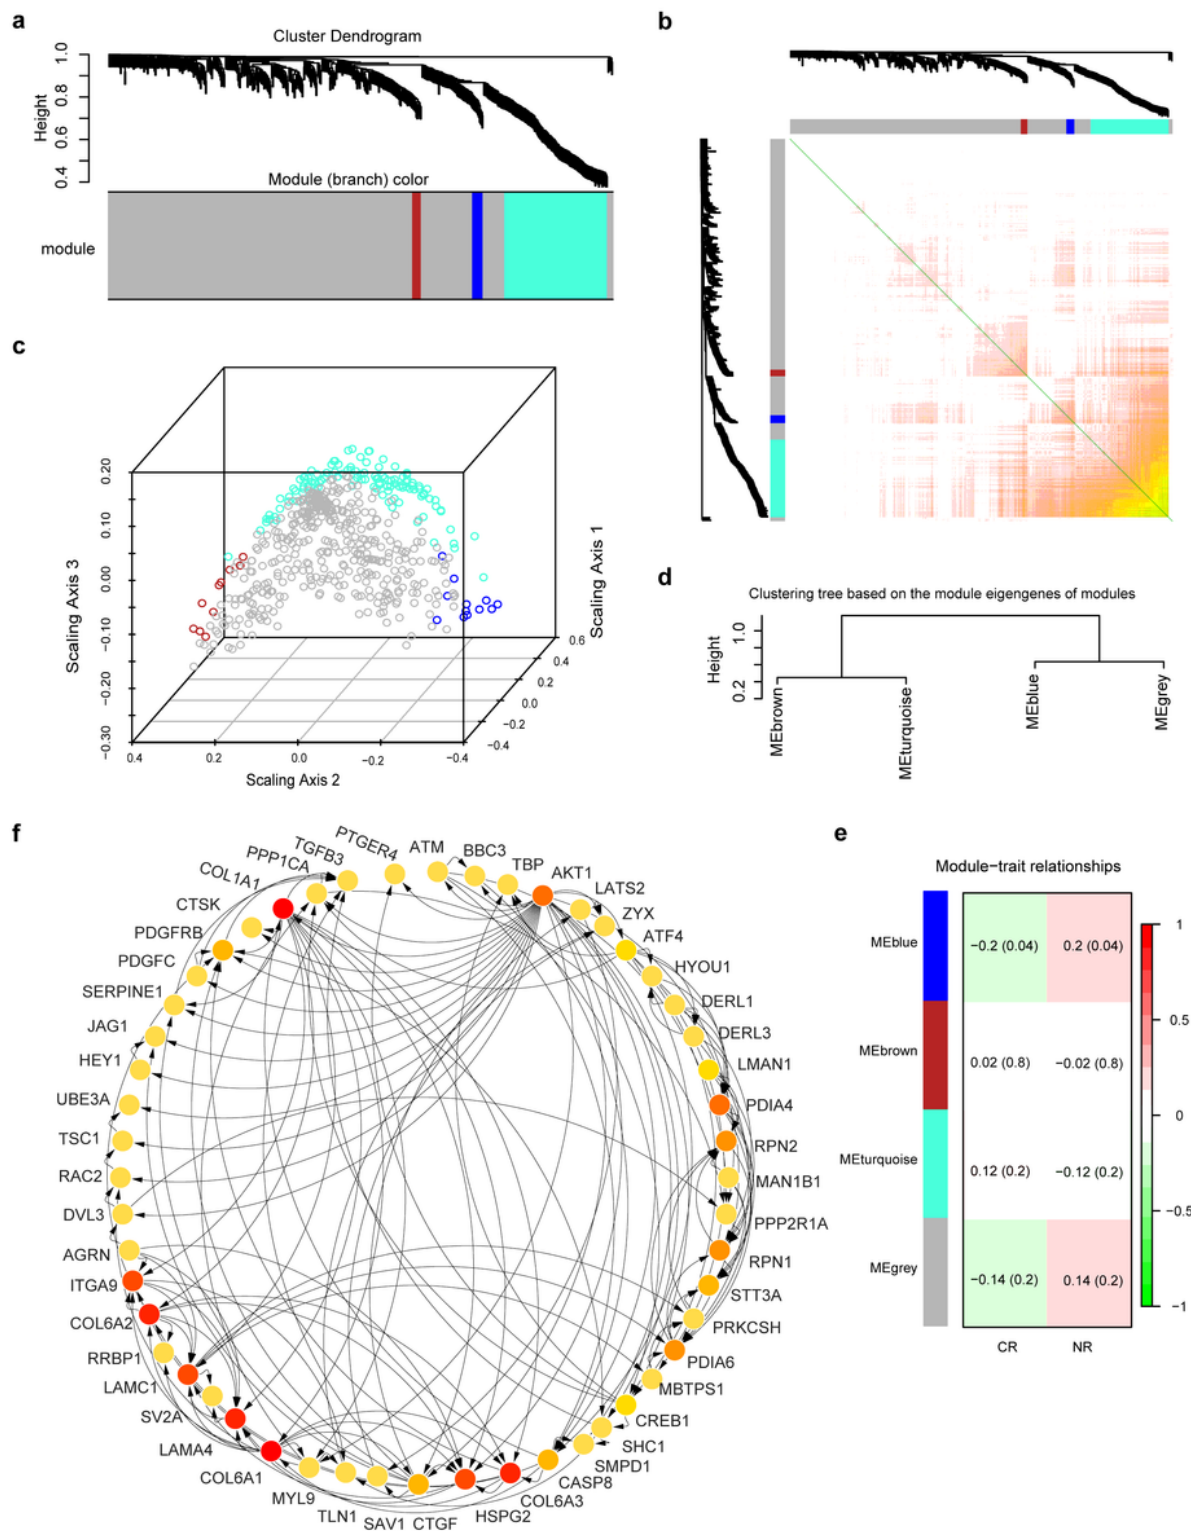 a
Cluster Dendrogram
Height
1.0
0.8
0.6
0.4
Module (branch) color
module
b
c
Scaling Axis 3
0.20
0.10
0.00
−0.10
−0.20
−0.30
0.4
0.2
0.0
−0.2
−0.4
Scaling Axis 2
−0.4
−0.2
0.0
0.2
0.4
0.6
Scaling Axis 1
d
Clustering tree based on the module eigengenes of modules
Height
1.0
0.2
MEbrown
MEturquoise
MEblue
MEgrey
f
PTGER4
ATM
BBC3
TBP
AKT1
LATS2
ZYX
ATF4
HYOU1
DERL1
DERL3
LMAN1
PDIA4
RPN2
MAN1B1
PPP2R1A
RPN1
STT3A
PRKCSH
PDIA6
MBTPS1
CREB1
SHC1
SMPD1
CASP8
COL6A3
HSPG2
CTGF
SAV1
TLN1
MYL9
COL6A1
LAMA4
SV2A
LAMC1
RRBP1
COL6A2
ITGA9
AGRN
DVL3
RAC2
TSC1
UBE3A
HEY1
JAG1
SERPINE1
PDGFC
PDGFRB
CTSK
COL1A1
PPP1CA
TGFB3
e
Module−trait relationships
MEblue
−0.2 (0.04)
0.2 (0.04)
MEbrown
0.02 (0.8)
−0.02 (0.8)
MEturquoise
0.12 (0.2)
−0.12 (0.2)
MEgrey
−0.14 (0.2)
0.14 (0.2)
CR
NR
1
0.5
0
−0.5
−1